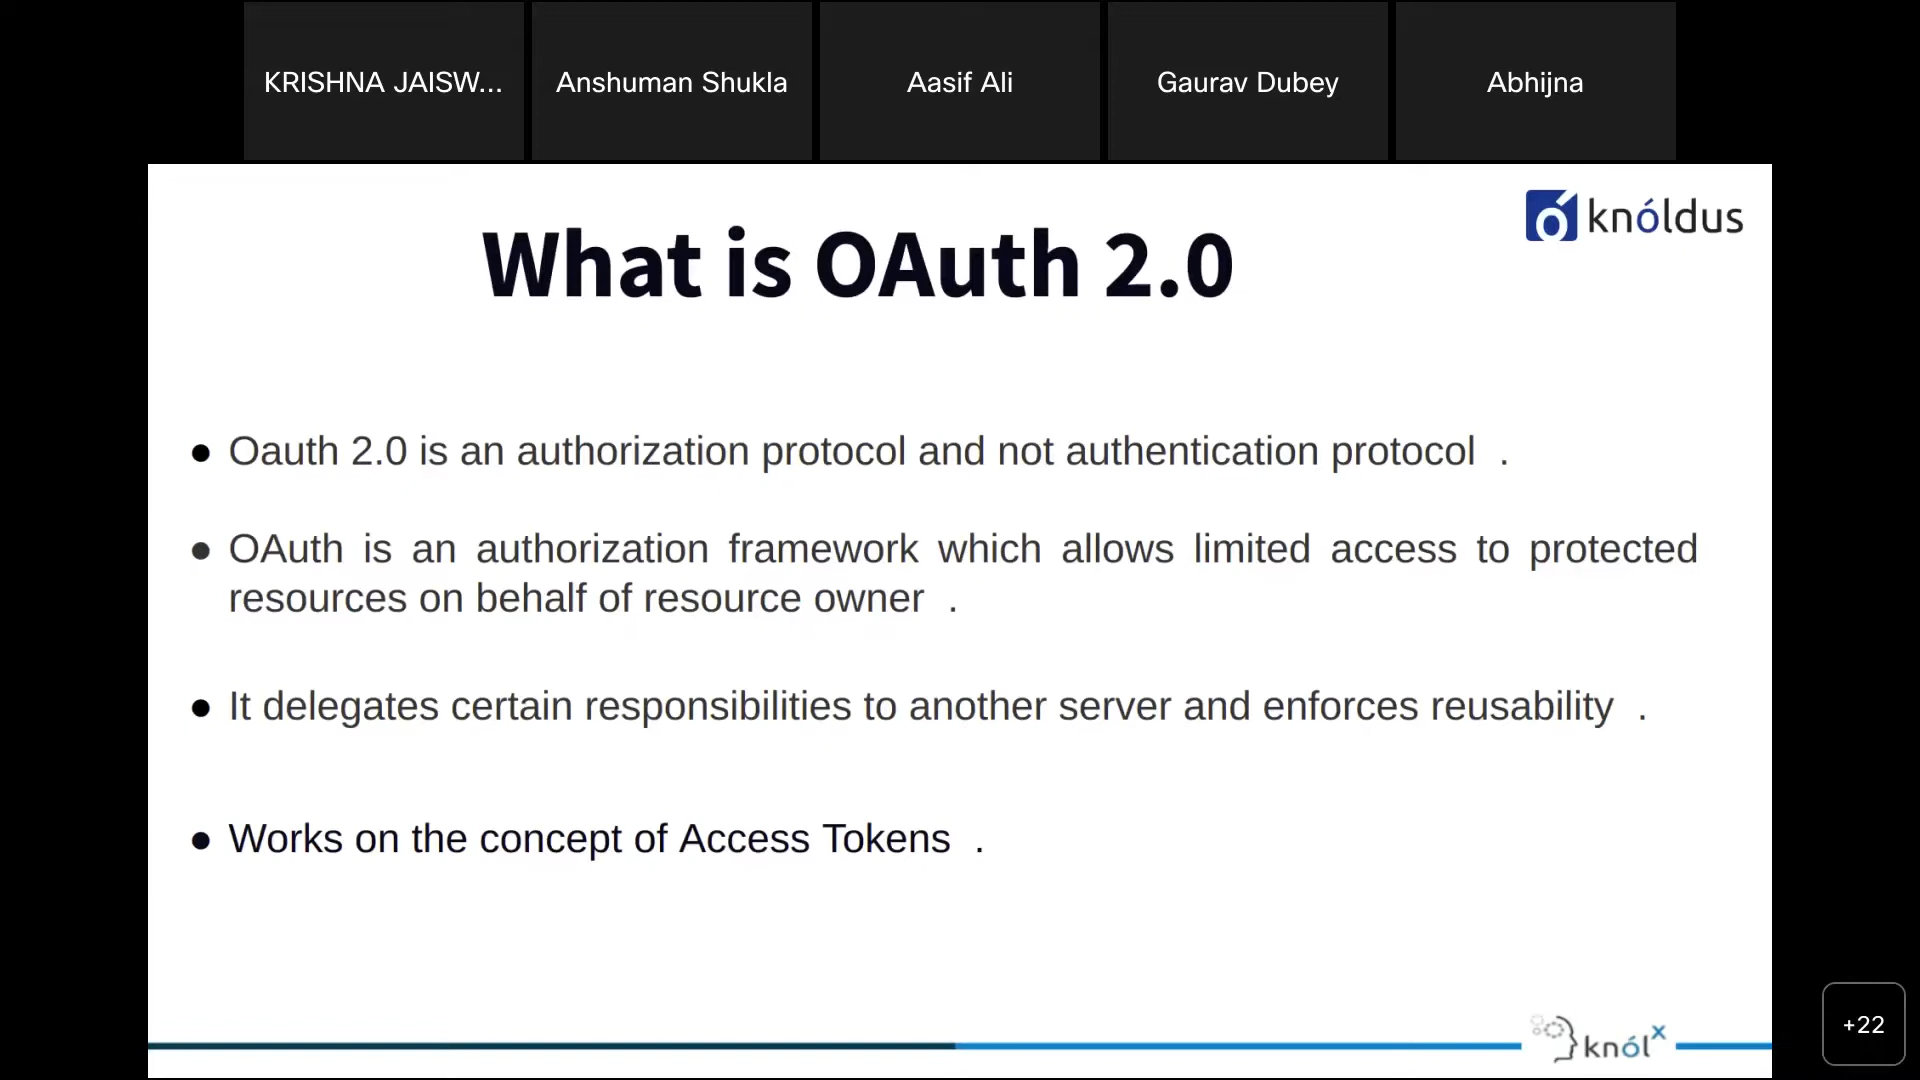 KRISHNA JAISW...
Anshuman Shukla
Aasif Ali
Gaurav Dubey
Abhijna
knóldus
What is OAuth 2.0
● Oauth 2.0 is an authorization protocol and not authentication protocol .
● OAuth is an authorization framework which allows limited access to protected
resources on behalf of resource owner .
● It delegates certain responsibilities to another server and enforces reusability .
● Works on the concept of Access Tokens .
knólx
+22